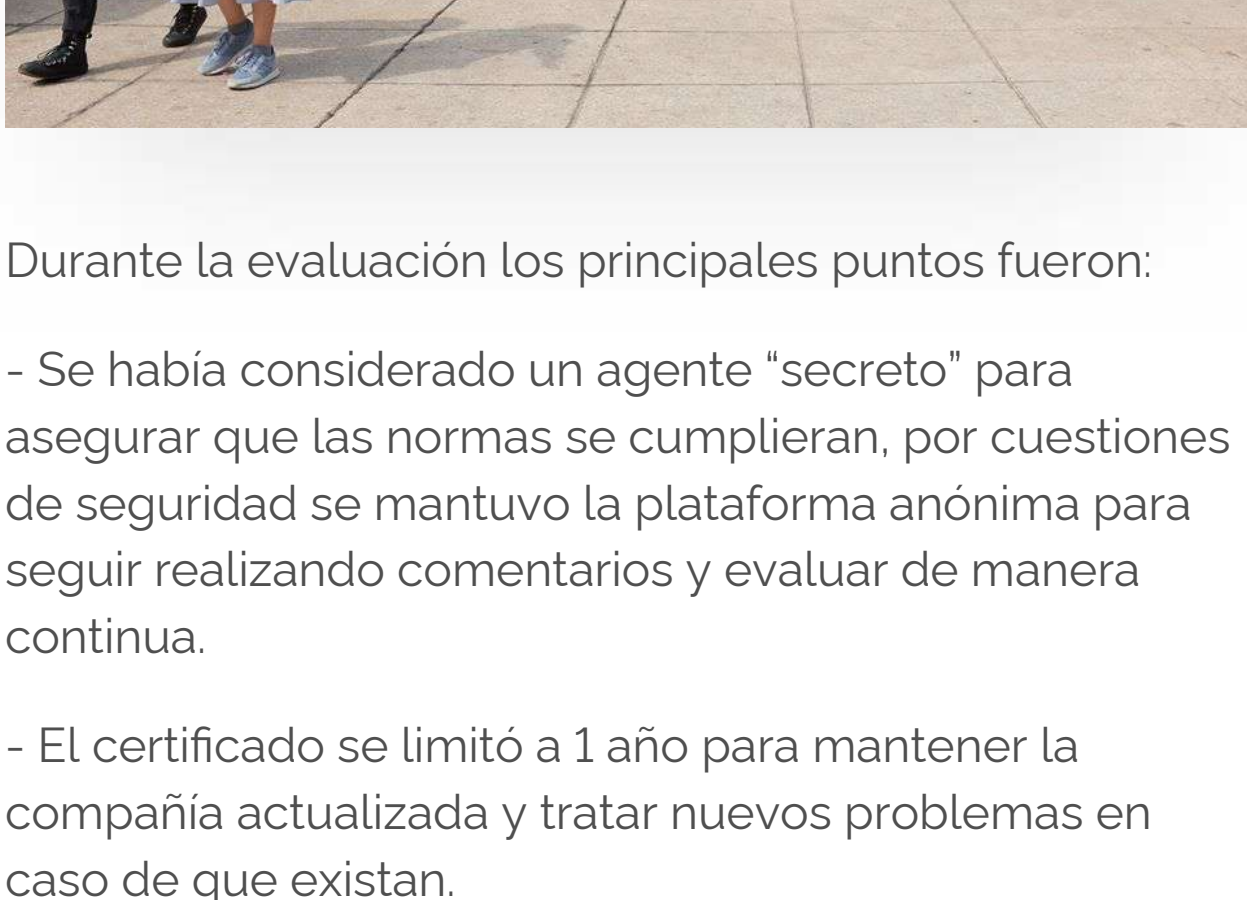 Durante la evaluación los principales puntos fueron:
- Se había considerado un agente “secreto” para
asegurar que las normas se cumplieran, por cuestiones
de seguridad se mantuvo la plataforma anónima para
seguir realizando comentarios y evaluar de manera
continua.
- El certificado se limitó a 1 año para mantener la
compañía actualizada y tratar nuevos problemas en
caso de que existan.